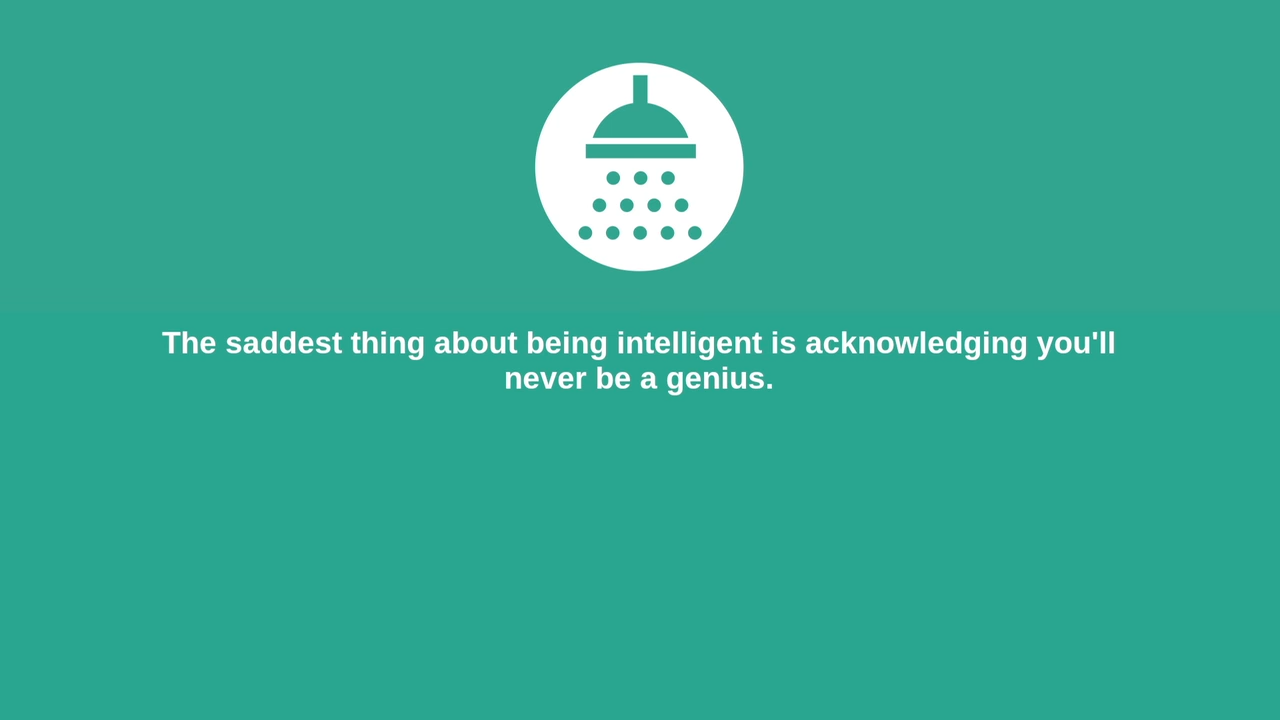 The saddest thing about being intelligent is acknowledging you'll
never be a genius.